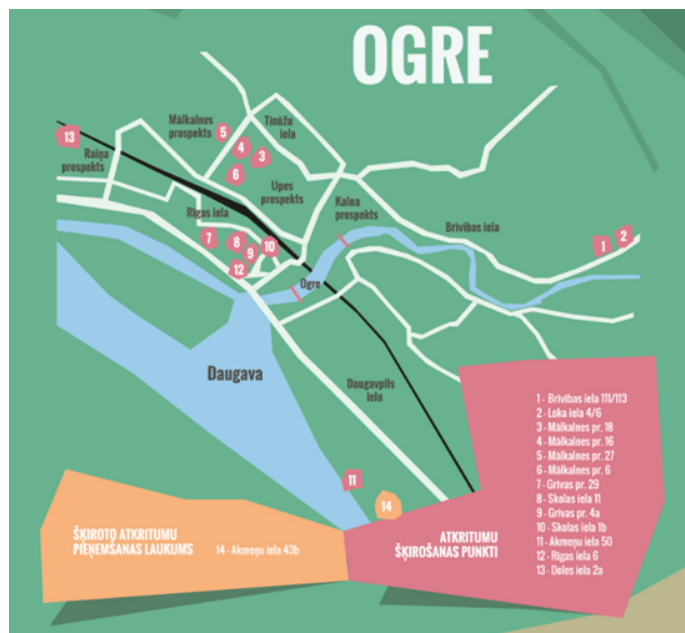 OGRE
Mālkalnes
prospekts
Tīnūžu
iela
5
4
3
6
13
Raiņa
prospekts
Upes
prospekts
Kalna
prospekts
Rīgas iela
Brīvības iela
7
8
9
10
12
1
2
Ogre
Daugava
Daugavpils
iela
11
14
ŠĶIROTO ATKRITUMU
PIEŅEMŠANAS LAUKUMS
14 - Akmeņu iela 43b
ATKRITUMU
ŠĶIROŠANAS PUNKTI
1 - Brīvības iela 111/113
2 - Loka iela 4/6
3 - Mālkalnes pr. 18
4 - Mālkalnes pr. 16
5 - Mālkalnes pr. 27
6 - Mālkalnes pr. 6
7 - Grīvas pr. 29
8 - Skolas iela 11
9 - Grīvas pr. 4a
10 - Skolas iela 1b
11 - Akmeņu iela 50
12 - Rīgas iela 6
13 - Doles iela 2a